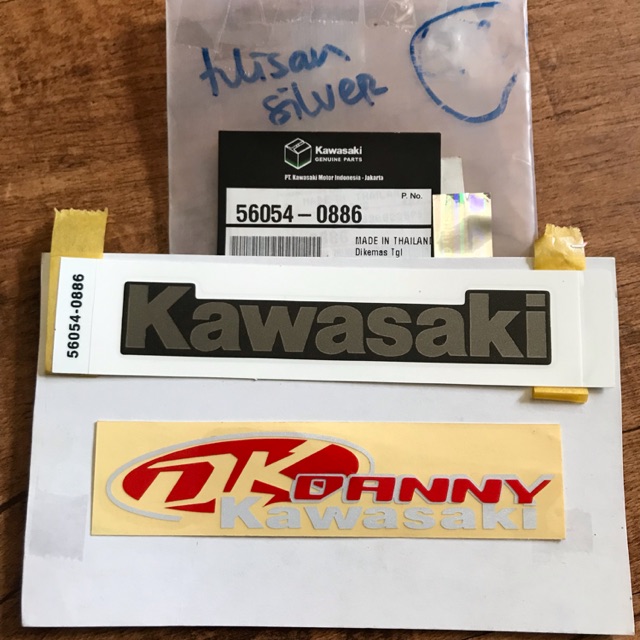 tulisan
silver
Kawasaki
GENUINE PARTS
PT. Kawasaki Motor Indonesia - Jakarta
P. No.
56054-0886
MADE IN THAILAND
Dikemas Tgl
56054-0886
Kawasaki
DK DANNY
Kawasaki